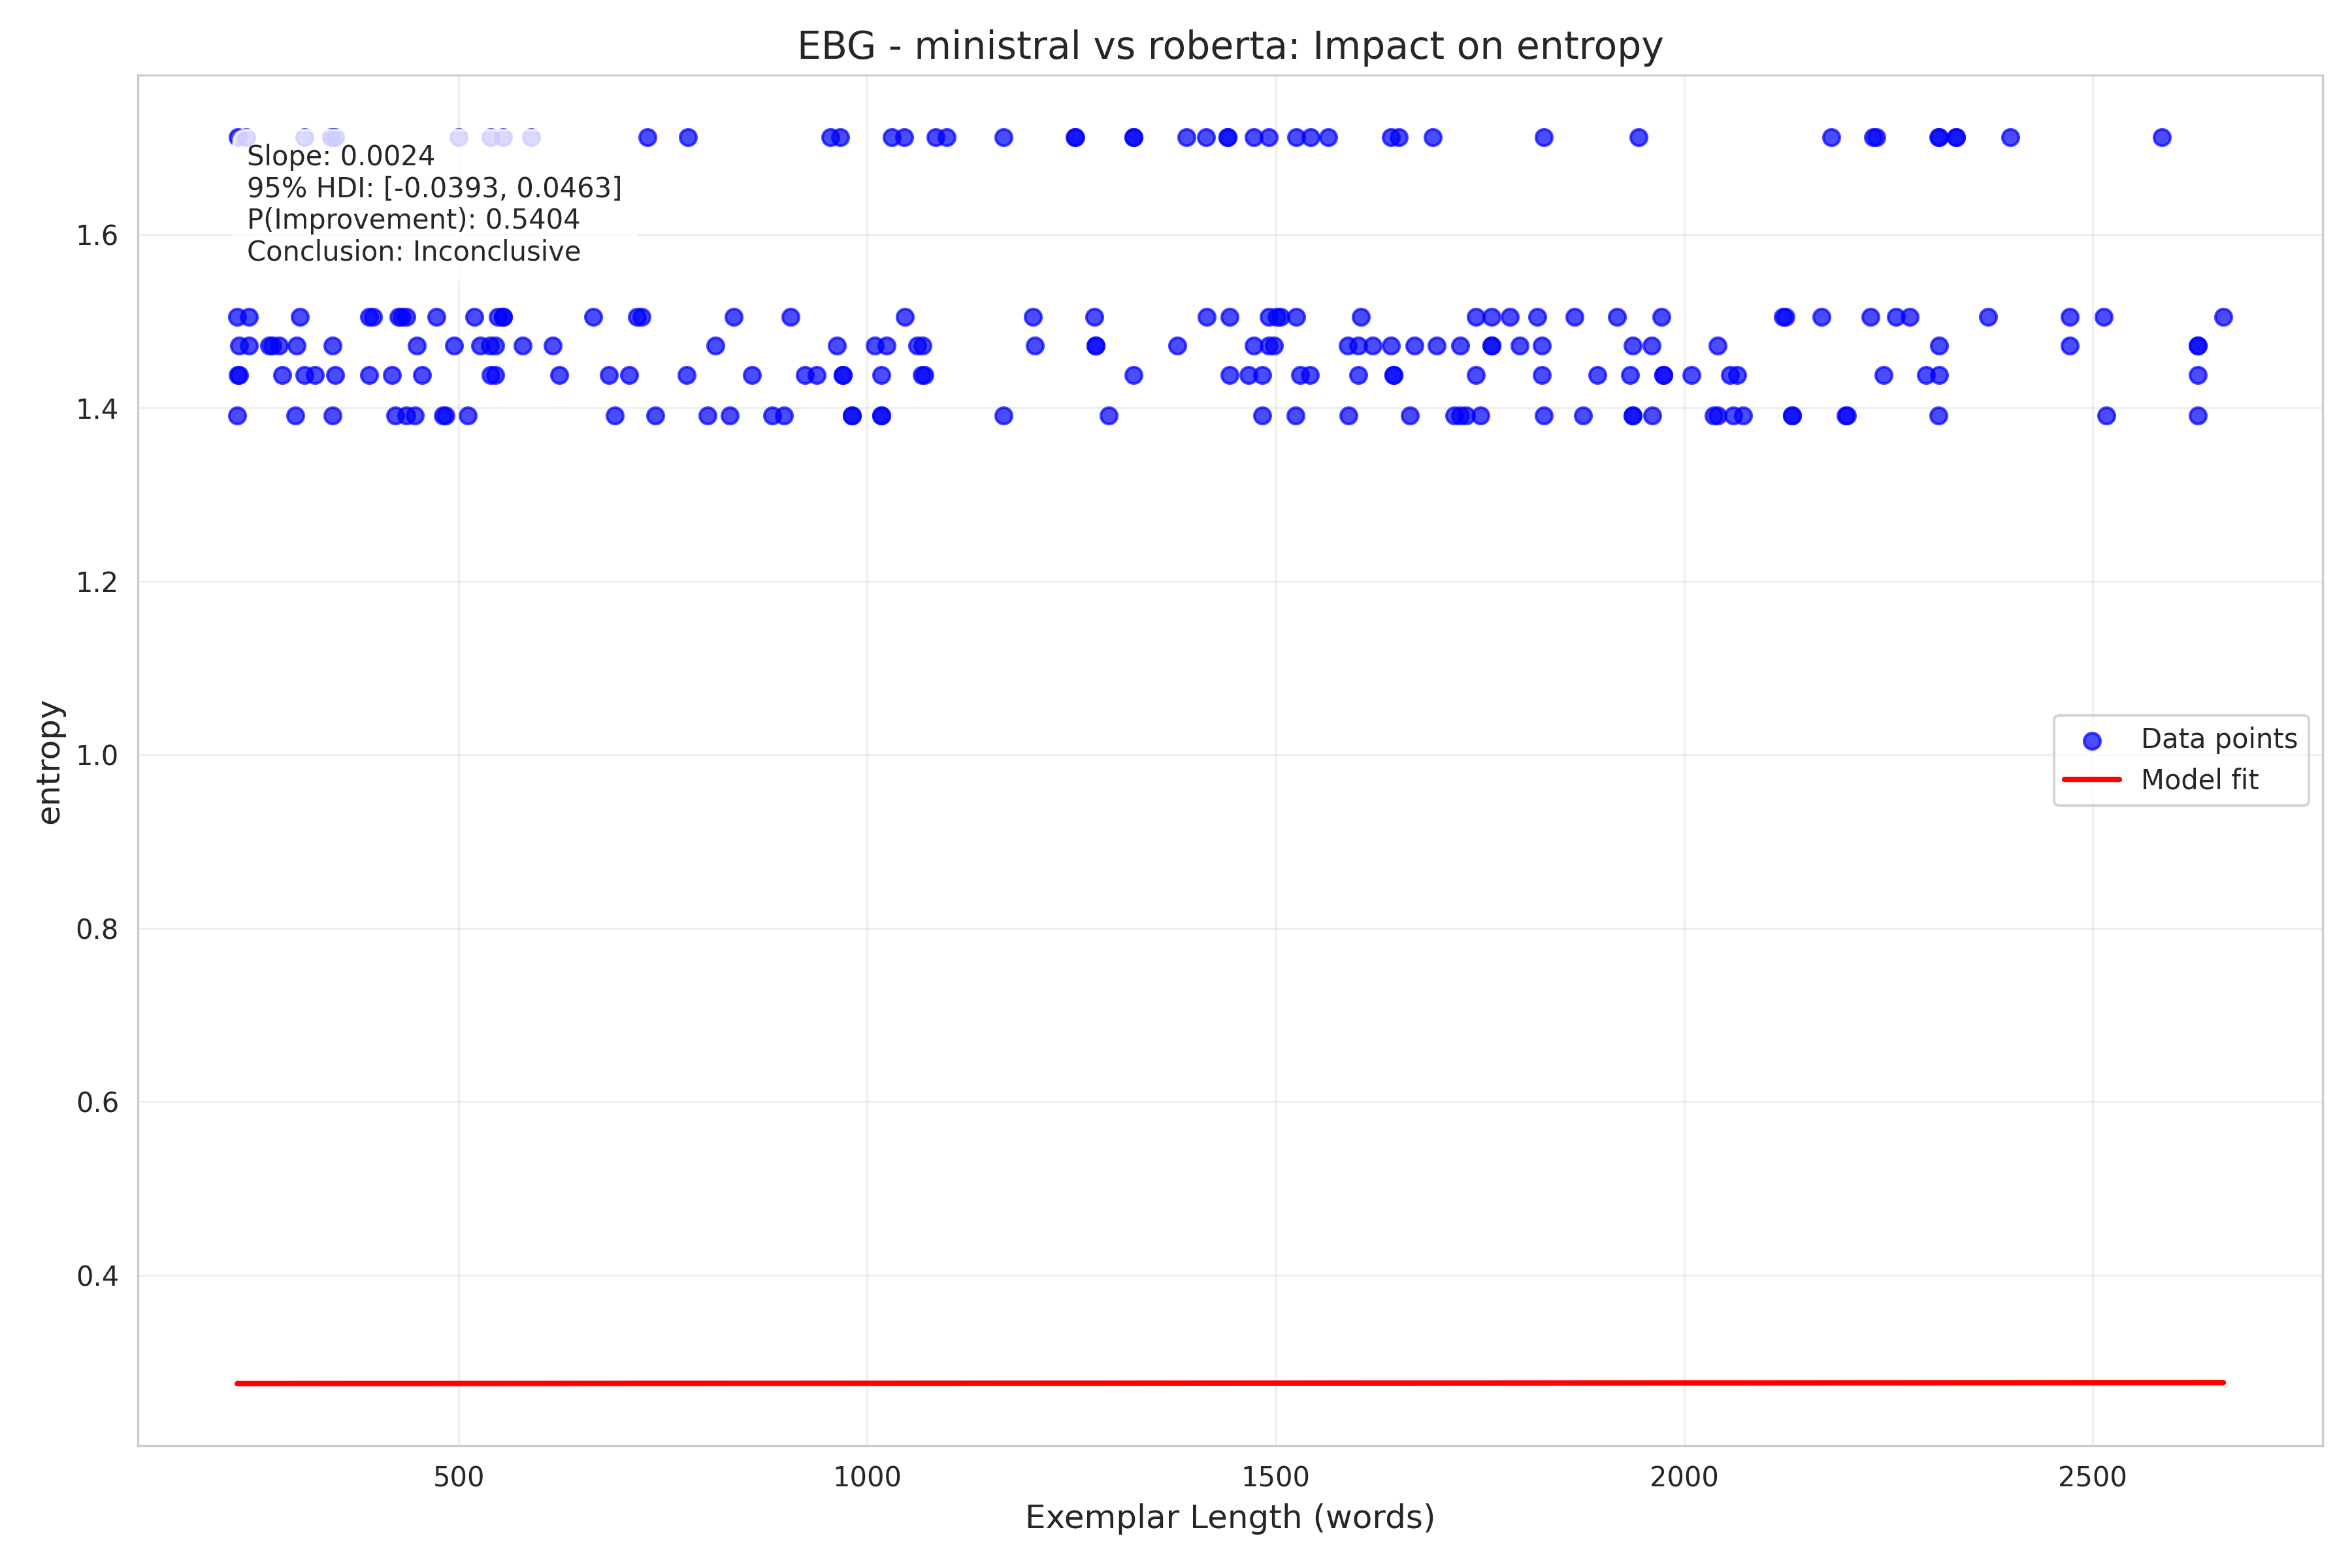 EBG - ministral vs roberta: Impact on entropy
Slope: 0.0024
95% HDI: [-0.0393, 0.0463]
P(Improvement): 0.5404
Conclusion: Inconclusive
1.6
1.4
1.2
1.0
0.8
0.6
0.4
entropy
Data points
Model fit
500 1000 1500 2000 2500
Exemplar Length (words)